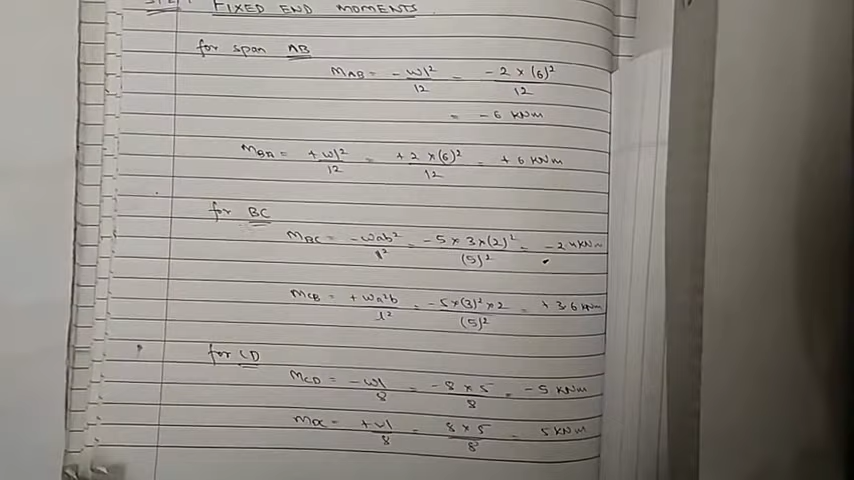 FIXED END MOMENTS
for span AB
MAB = -wl²/12 = -2 × (6)²/12
= -6 KNm
MBA = +wl²/12 = +2 × (6)²/12 = +6 KNm
for BC
MBC = -wab²/l² = -5 × 3 × (2)²/(5)² = -2.4 KNm
MCB = +wa²b/l² = -5 × (3)² × 2/(5)² = +3.6 KNm
for CD
MCD = -wl/8 = -8 × 5/8 = -5 KNm
MDC = +wl/8 = 8 × 5/8 = 5 KNm